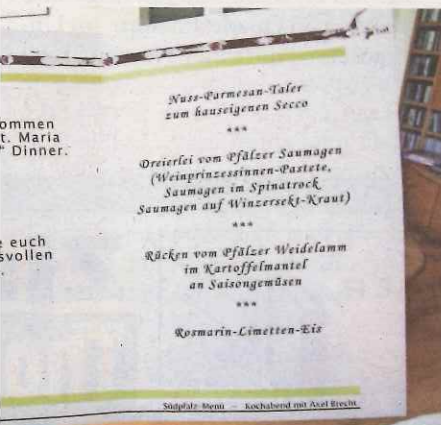 ommen
t. Maria
" Dinner.
e euch
svollen
Nuss-Parmesan-Taler
zum hauseigenen Secco
***
Dreierlei vom Pfälzer Saumagen
(Weinprinzessinnen-Pastete,
Saumagen im Spinatrock
Saumagen auf Winzersekt-Kraut)
***
Rücken vom Pfälzer Weidelamm
im Kartoffelmantel
an Saisongemüsen
***
Rosmarin-Limetten-Eis
Südpfalz-Menü – Kochabend mit Axel Brecht